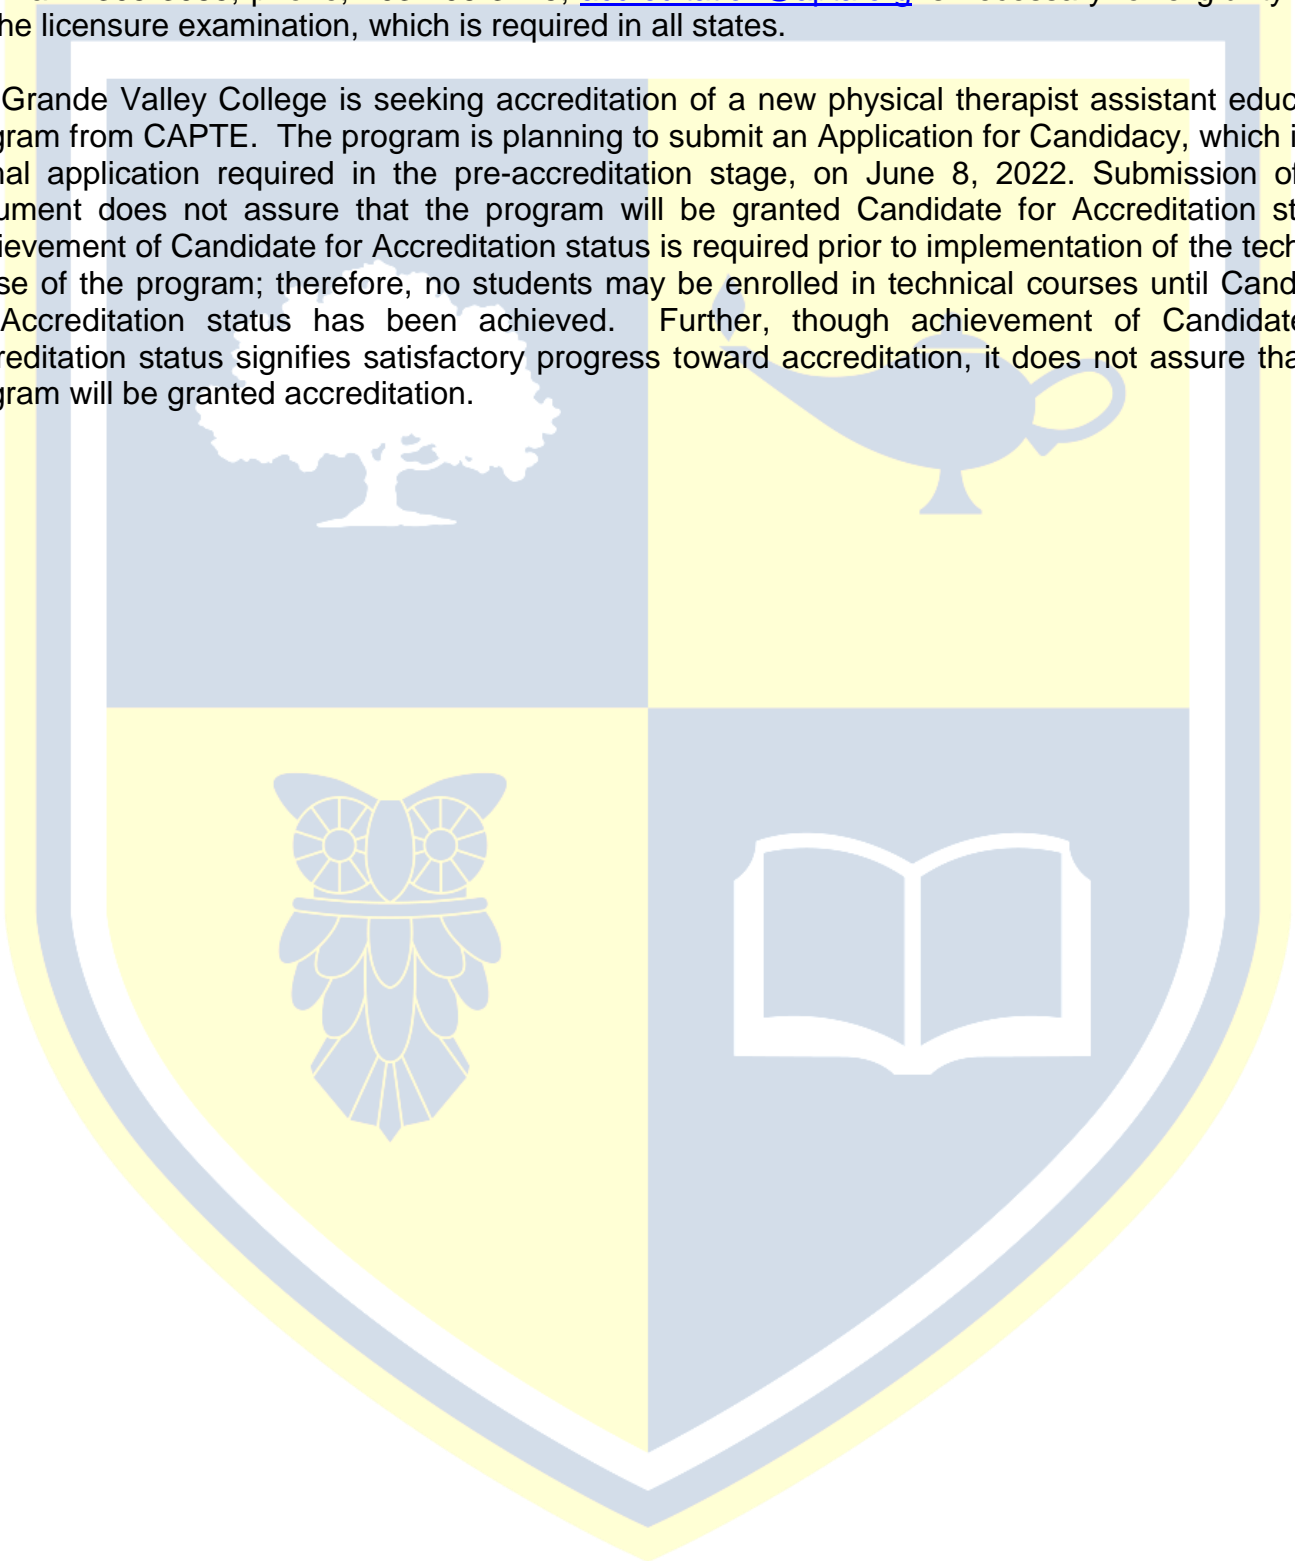 he licensure examination, which is required in all states.
Grande Valley College is seeking accreditation of a new physical therapist assistant educ
gram from CAPTE. The program is planning to submit an Application for Candidacy, which i
nal application required in the pre-accreditation stage, on June 8, 2022. Submission of
ument does not assure that the program will be granted Candidate for Accreditation st
ievement of Candidate for Accreditation status is required prior to implementation of the tech
se of the program; therefore, no students may be enrolled in technical courses until Cand
Accreditation status has been achieved. Further, though achievement of Candidate
reditation status signifies satisfactory progress toward accreditation, it does not assure tha
gram will be granted accreditation.